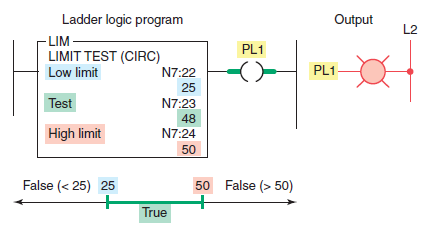 Ladder logic program
Output
L2
LIM
LIMIT TEST (CIRC)
Low limit N7:22
25
Test N7:23
48
High limit N7:24
50
PL1
PL1
False (< 25) 25 50 False (> 50)
True